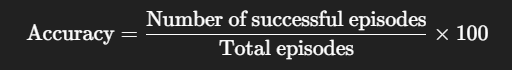 Accuracy = Number of successful episodes / Total episodes × 100